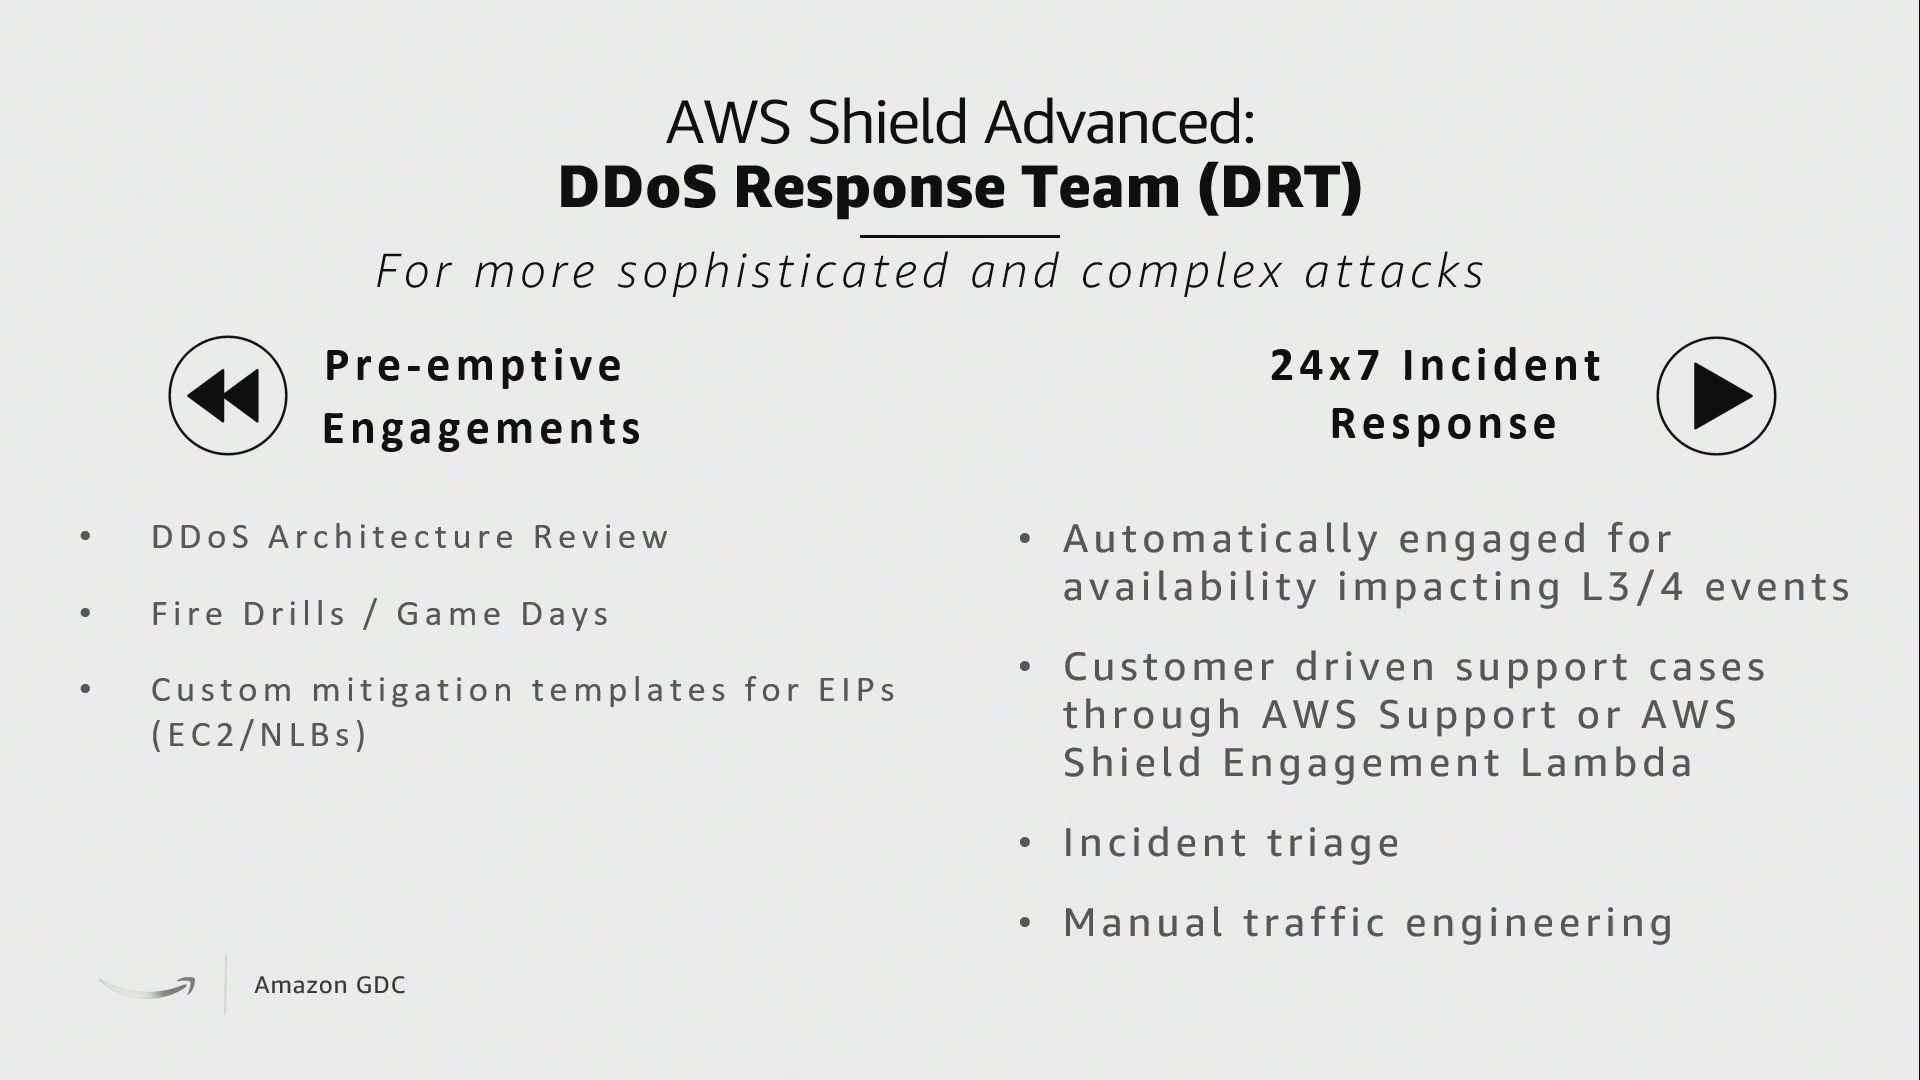 AWS Shield Advanced:
DDoS Response Team (DRT)
For more sophisticated and complex attacks
Pre-emptive
Engagements
• DDoS Architecture Review
• Fire Drills / Game Days
• Custom mitigation templates for EIPs
(EC2/NLBs)
24x7 Incident
Response
• Automatically engaged for
availability impacting L3/4 events
• Customer driven support cases
through AWS Support or AWS
Shield Engagement Lambda
• Incident triage
• Manual traffic engineering
Amazon GDC